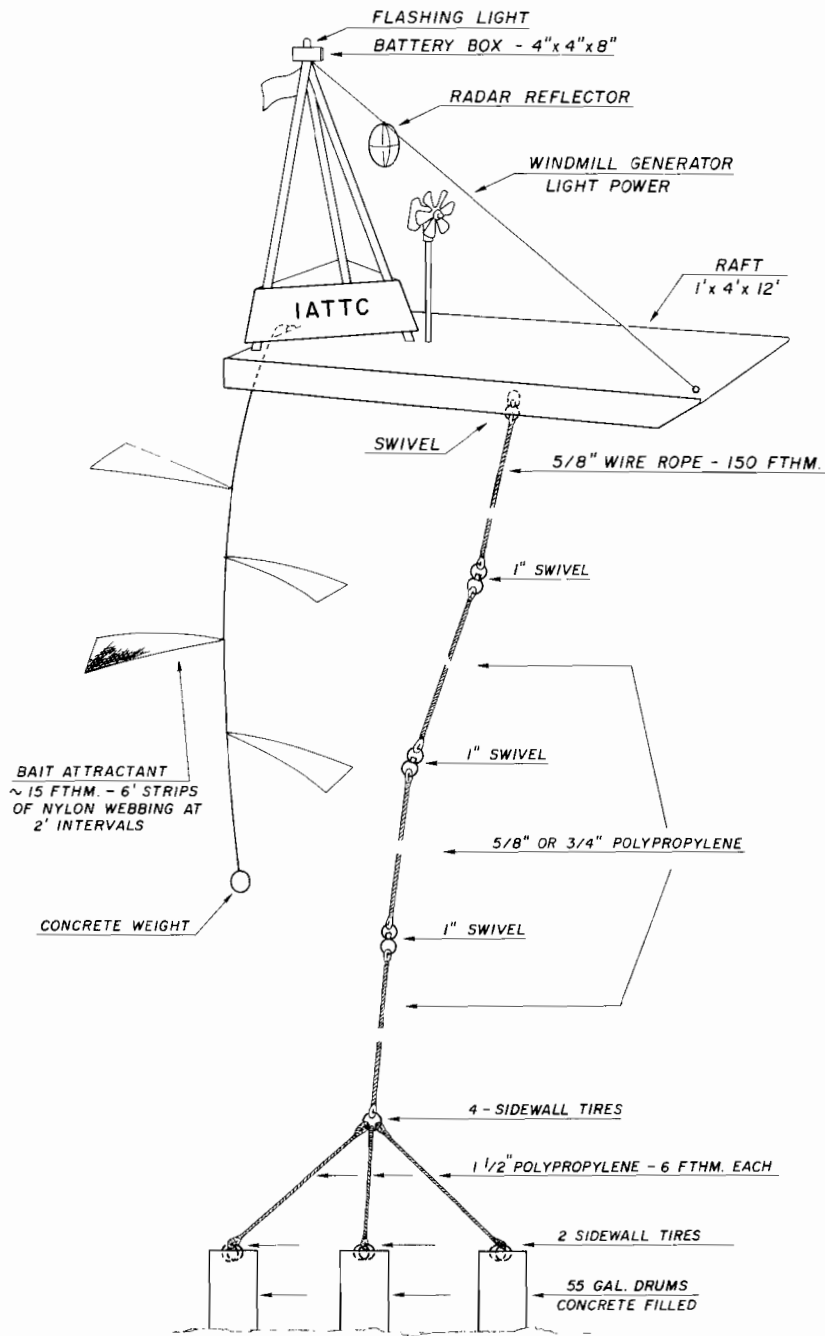 FLASHING LIGHT
BATTERY BOX - 4" x 4" x 8"
RADAR REFLECTOR
WINDMILL GENERATOR
LIGHT POWER
RAFT
1' x 4' x 12'
IATTC
SWIVEL
5/8" WIRE ROPE - 150 FTHM.
1" SWIVEL
1" SWIVEL
BAIT ATTRACTANT
~ 15 FTHM. - 6' STRIPS
OF NYLON WEBBING AT
2' INTERVALS
5/8" OR 3/4" POLYPROPYLENE
CONCRETE WEIGHT
1" SWIVEL
4 - SIDEWALL TIRES
1 1/2" POLYPROPYLENE - 6 FTHM. EACH
2 SIDEWALL TIRES
55 GAL. DRUMS
CONCRETE FILLED